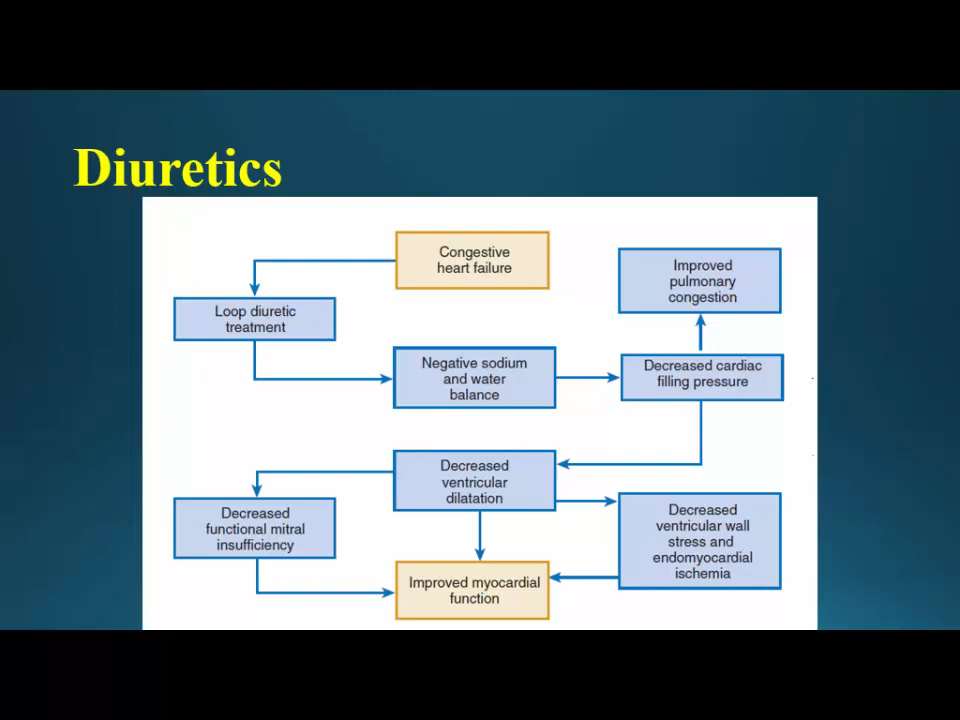 Diuretics
Congestive
heart failure
Improved
pulmonary
congestion
Loop diuretic
treatment
Negative sodium
and water
balance
Decreased cardiac
filling pressure
Decreased
ventricular
dilatation
Decreased
functional mitral
insufficiency
Decreased
ventricular wall
stress and
endomyocardial
ischemia
Improved myocardial
function